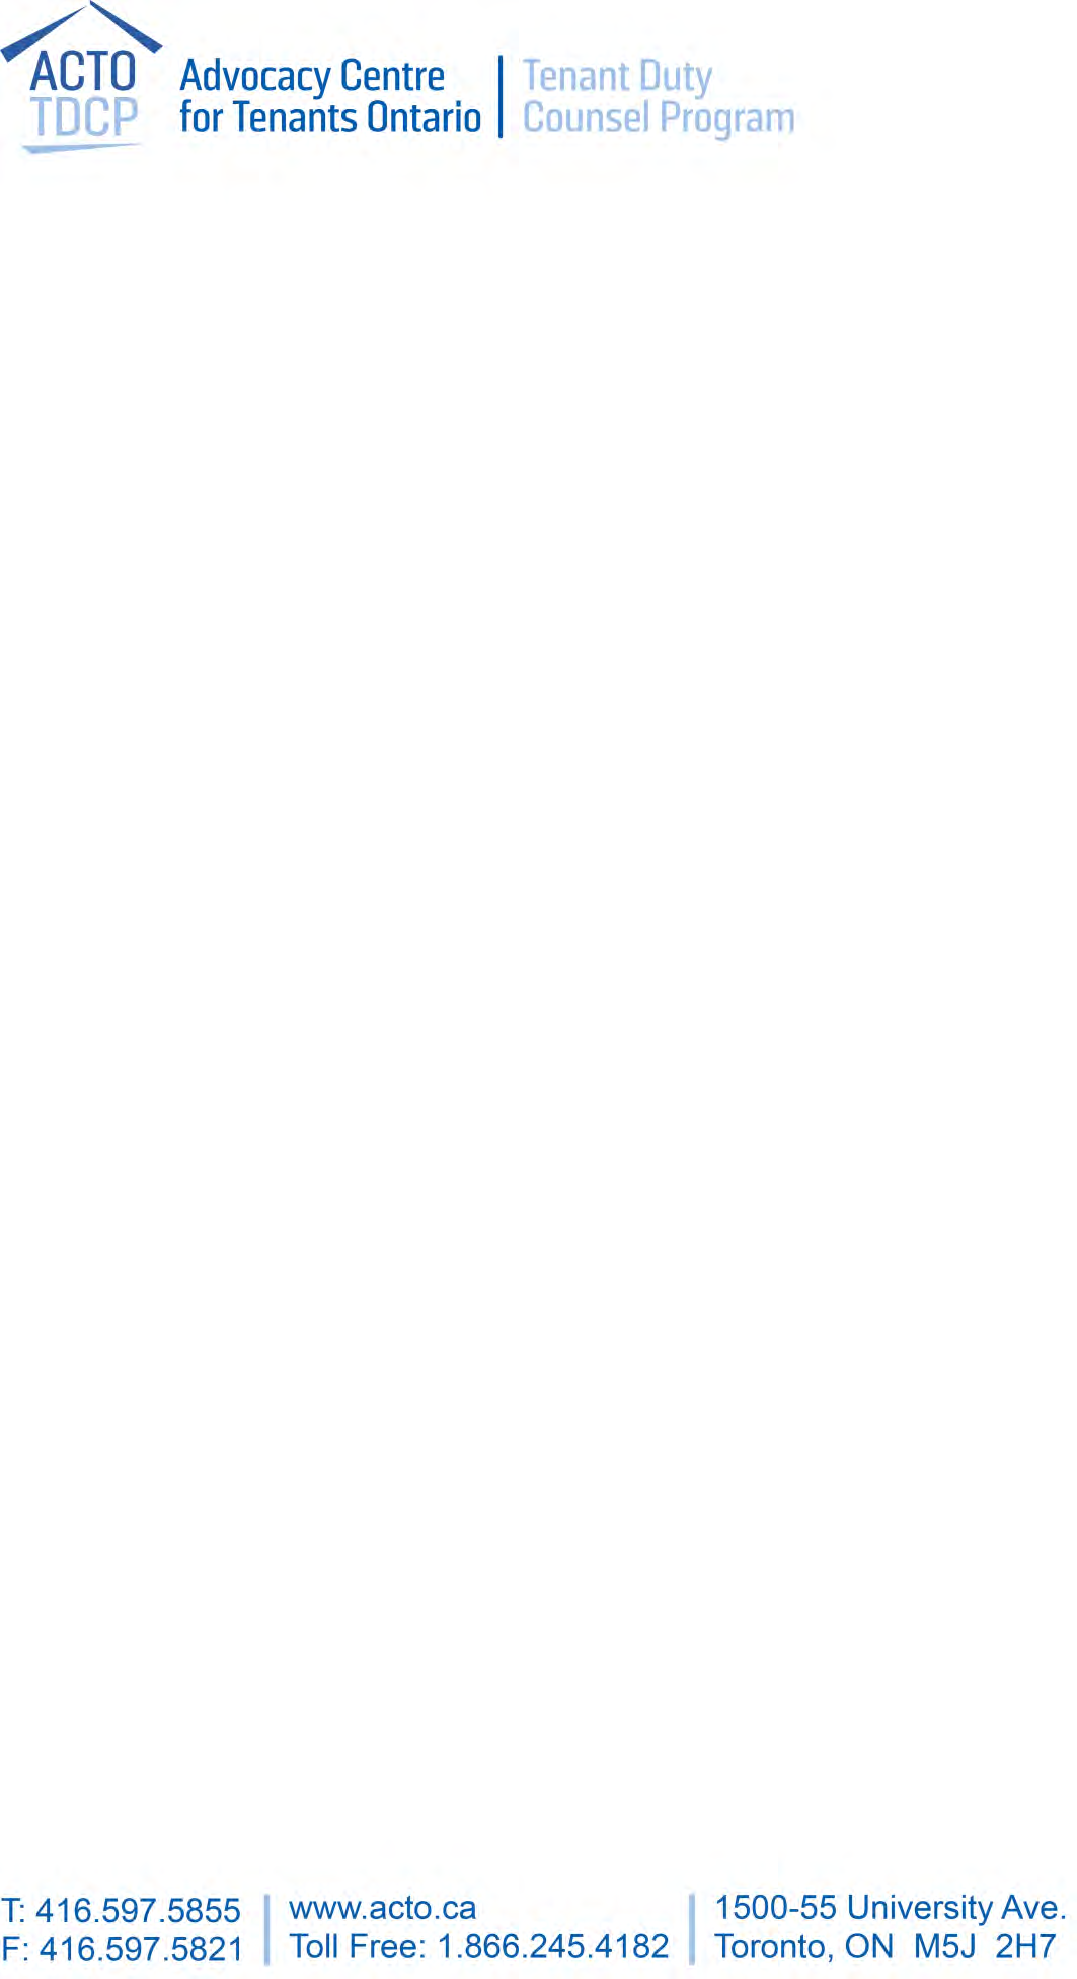 ACTO
TDCP
Advocacy Centre
for Tenants Ontario
Tenant Duty
Counsel Program
T: 416.597.5855
F: 416.597.5821
www.acto.ca
Toll Free: 1.866.245.4182
1500-55 University Ave.
Toronto, ON M5J 2H7